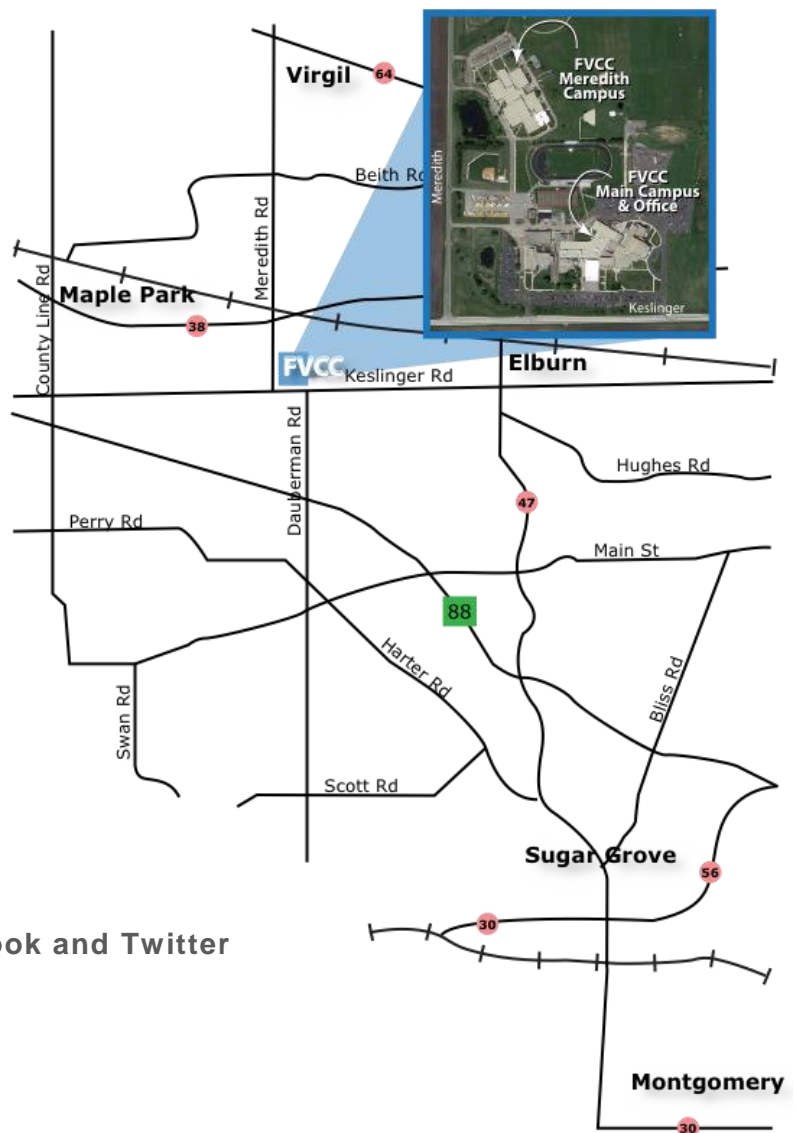 Virgil
64
FVCC
Meredith
Campus
FVCC
Main Campus
& Office
Meredith
Keslinger
Beith Rd
Meredith Rd
County Line Rd
Maple Park
38
FVCC
Keslinger Rd
Elburn
Dauberman Rd
Hughes Rd
47
Perry Rd
Main St
88
Harter Rd
Bliss Rd
Swan Rd
Scott Rd
Sugar Grove
56
30
ook and Twitter
Montgomery
30